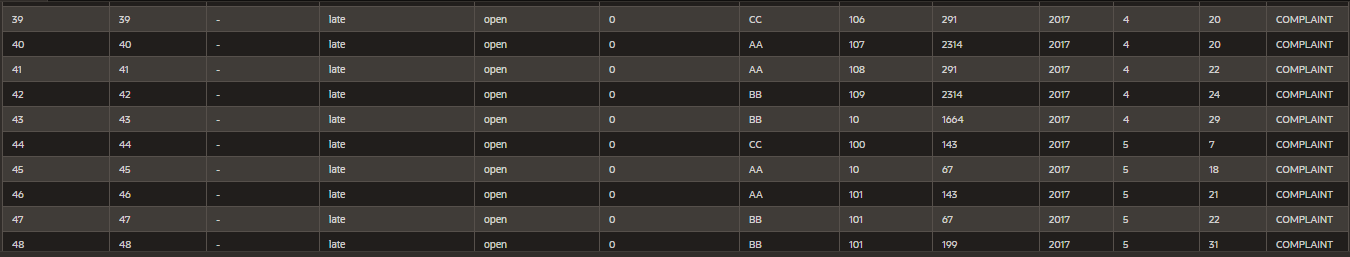 39 39 - late open 0 CC 106 291 2017 4 20 COMPLAINT
40 40 - late open 0 AA 107 2314 2017 4 20 COMPLAINT
41 41 - late open 0 AA 108 291 2017 4 22 COMPLAINT
42 42 - late open 0 BB 109 2314 2017 4 24 COMPLAINT
43 43 - late open 0 BB 10 1664 2017 4 29 COMPLAINT
44 44 - late open 0 CC 100 143 2017 5 7 COMPLAINT
45 45 - late open 0 AA 10 67 2017 5 18 COMPLAINT
46 46 - late open 0 AA 101 143 2017 5 21 COMPLAINT
47 47 - late open 0 BB 101 67 2017 5 22 COMPLAINT
48 48 - late open 0 BB 101 199 2017 5 31 COMPLAINT